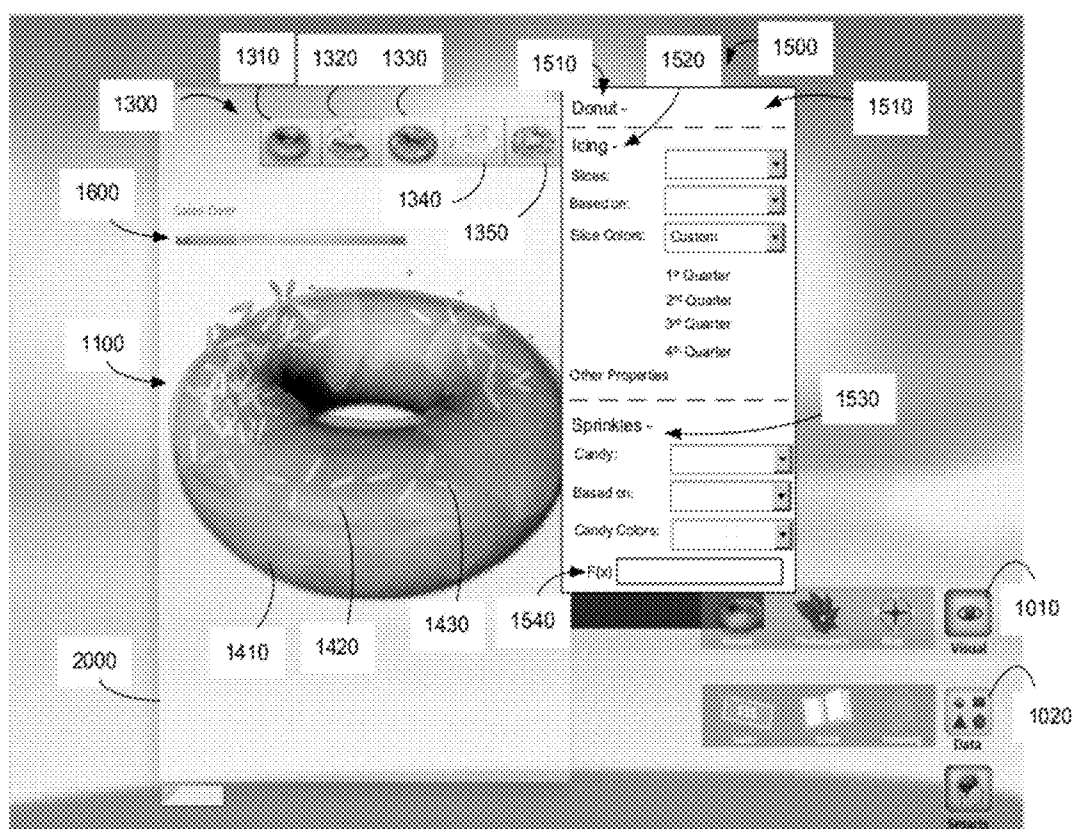 1310 1320 1330
1510 1520 1500
1300
Donut -
1510
Icing -
Slices:
1340
1350
1600
Based on:
Slice Colors: Custom
1st Quarter
2nd Quarter
3rd Quarter
4th Quarter
1100
Other Properties
1530
Sprinkles -
Candy:
Based on:
Candy Colors:
F(x)
1540
1010
1410 1420 1430
Visual
2000
1020
Data